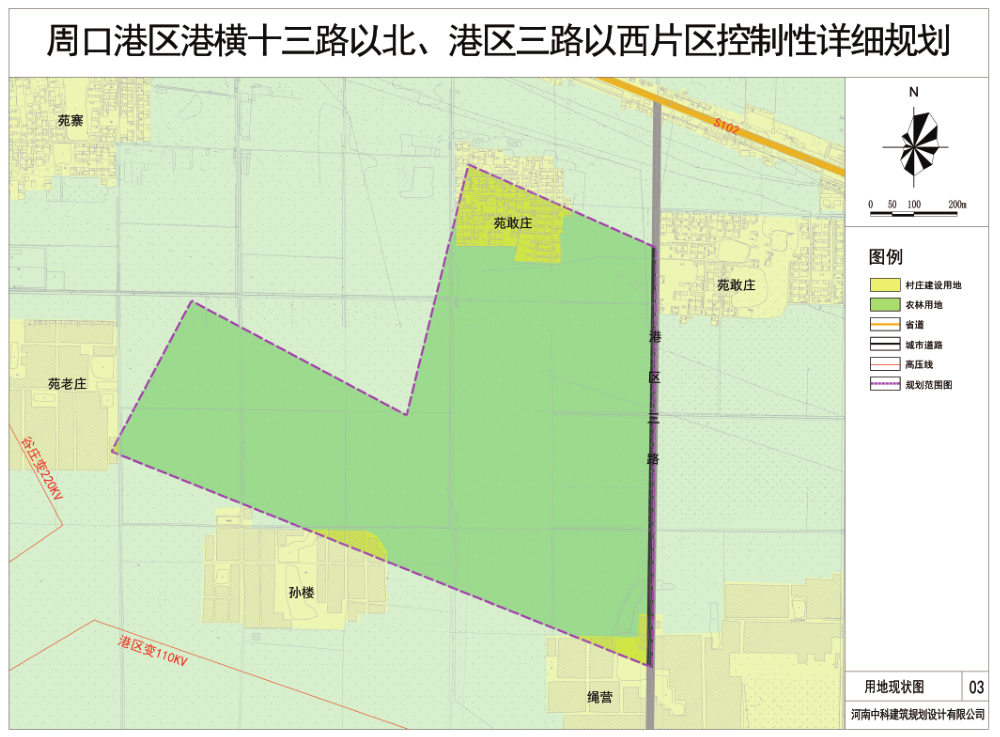 周口港区港横十三路以北、港区三路以西片区控制性详细规划
苑寨
S102
N
0 50 100 200m
苑敢庄
苑敢庄
图例
村庄建设用地
农林用地
省道
城市道路
高压线
规划范围图
港区三路
苑老庄
谷庄变220KV
孙楼
港区变110KV
绳营
用地现状图 03
河南中科建筑规划设计有限公司